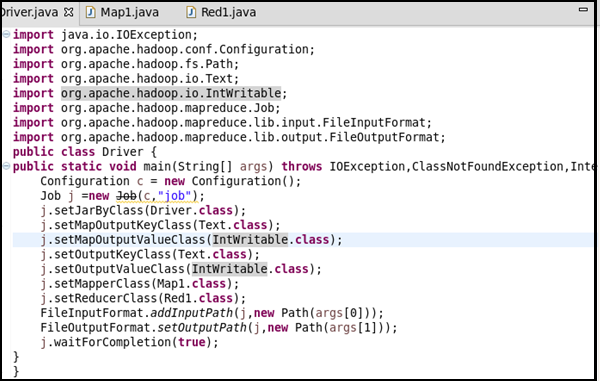 Driver.java Map1.java Red1.java
import java.io.IOException;
import org.apache.hadoop.conf.Configuration;
import org.apache.hadoop.fs.Path;
import org.apache.hadoop.io.Text;
import org.apache.hadoop.io.IntWritable;
import org.apache.hadoop.mapreduce.Job;
import org.apache.hadoop.mapreduce.lib.input.FileInputFormat;
import org.apache.hadoop.mapreduce.lib.output.FileOutputFormat;
public class Driver {
public static void main(String[] args) throws IOException,ClassNotFoundException,Inte
Configuration c = new Configuration();
Job j =new Job(c,"job");
j.setJarByClass(Driver.class);
j.setMapOutputKeyClass(Text.class);
j.setMapOutputValueClass(IntWritable.class);
j.setOutputKeyClass(Text.class);
j.setOutputValueClass(IntWritable.class);
j.setMapperClass(Map1.class);
j.setReducerClass(Red1.class);
FileInputFormat.addInputPath(j,new Path(args[0]));
FileOutputFormat.setOutputPath(j,new Path(args[1]));
j.waitForCompletion(true);
}
}